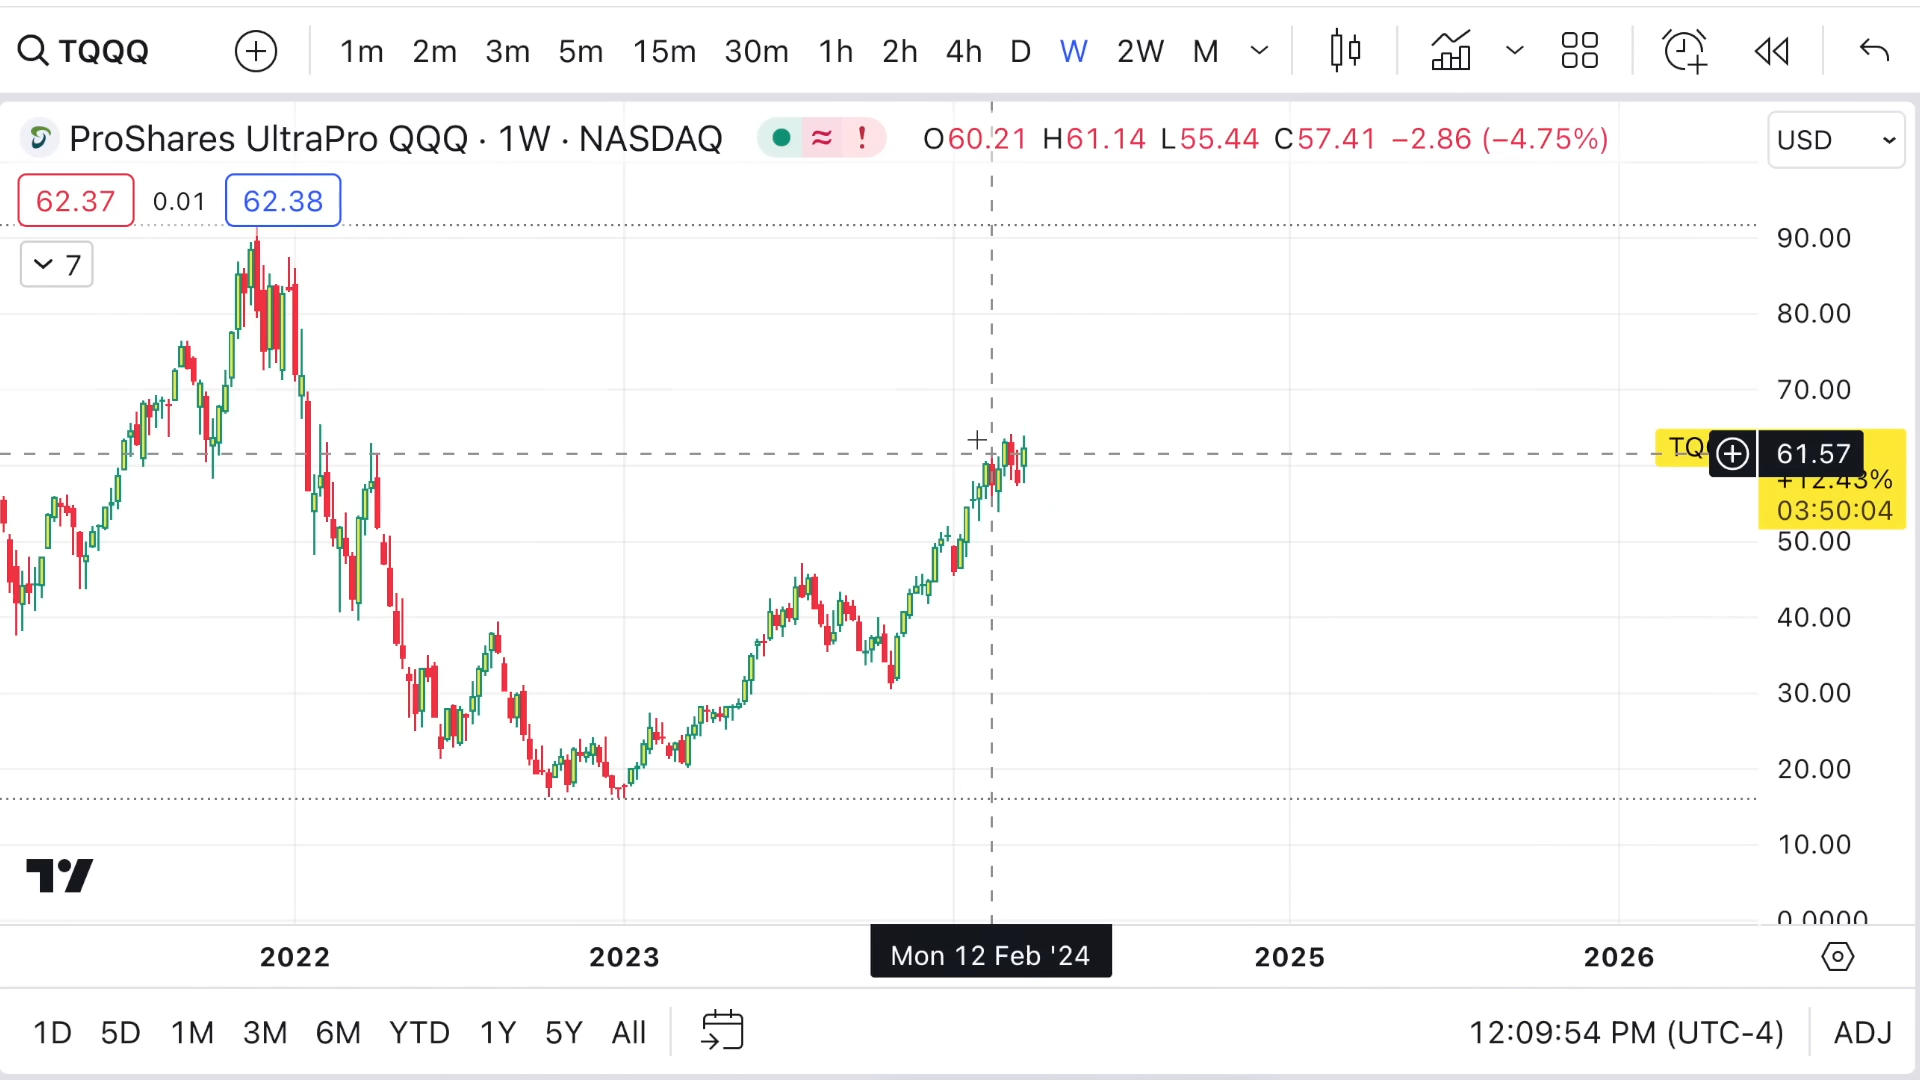 TQQQ 1m 2m 3m 5m 15m 30m 1h 2h 4h D W 2W M
ProShares UltraPro QQQ · 1W · NASDAQ O60.21 H61.14 L55.44 C57.41 −2.86 (−4.75%) USD
62.37 0.01 62.38
7
90.00
80.00
70.00
TQ 61.57
+12.43%
03:50:04
50.00
40.00
30.00
20.00
10.00
0.0000
2022 2023 Mon 12 Feb '24 2025 2026
1D 5D 1M 3M 6M YTD 1Y 5Y All 12:09:54 PM (UTC-4) ADJ